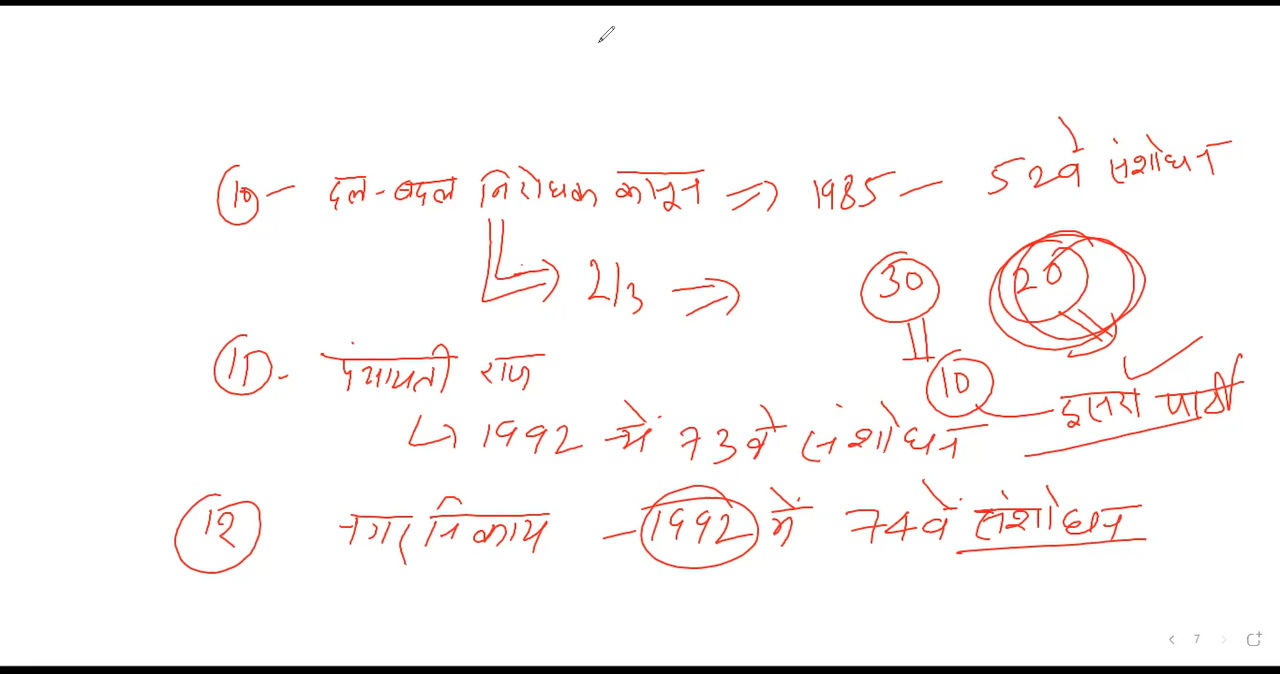 10 - दल-बदल निरोधक कानून ⇒ 1985 - 52वे संशोधन
⇒ 2/3 ⇒ 30 20
11 - पंचायती राज
10 - दूसरा पार्टी
↳ 1992 में 73वे संशोधन
12 नगर निकाय - 1992 में 74वें संशोधन
7